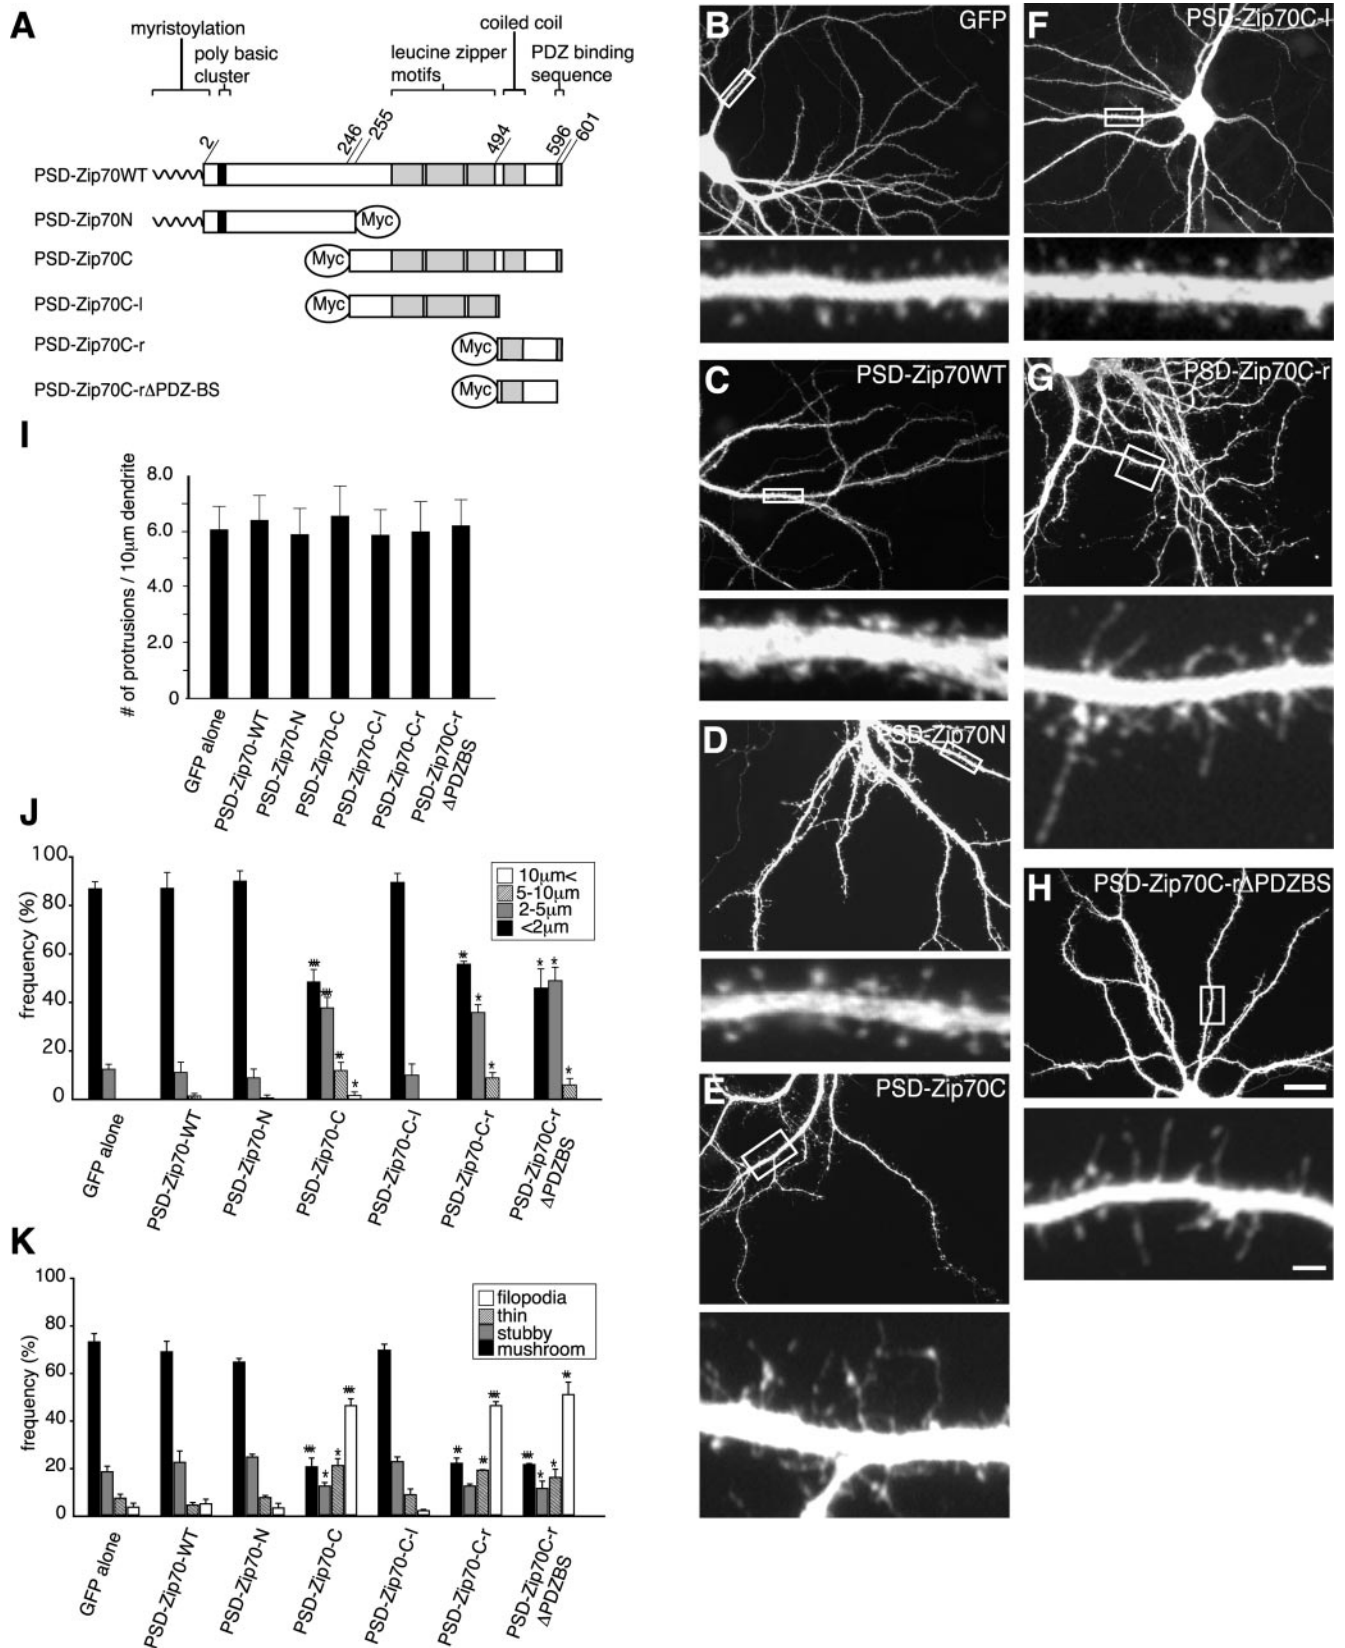 A
myristoylation
poly basic
cluster
leucine zipper
motifs
coiled coil
PDZ binding
sequence
2
246
255
494
596
601
PSD-Zip70WT
PSD-Zip70N
Myc
PSD-Zip70C
Myc
PSD-Zip70C-l
Myc
PSD-Zip70C-r
Myc
PSD-Zip70C-rΔPDZ-BS
Myc
I
# of protrusions / 10μm dendrite
8.0
6.0
4.0
2.0
0
GFP alone
PSD-Zip70-WT
PSD-Zip70-N
PSD-Zip70-C
PSD-Zip70-C-l
PSD-Zip70-C-r
PSD-Zip70C-r
ΔPDZBS
J
frequency (%)
100
80
60
40
20
0
10μm<
5-10μm
2-5μm
<2μm
GFP alone
PSD-Zip70-WT
PSD-Zip70-N
PSD-Zip70-C
PSD-Zip70-C-l
PSD-Zip70-C-r
PSD-Zip70C-r
ΔPDZBS
K
frequency (%)
100
80
60
40
20
0
filopodia
thin
stubby
mushroom
GFP alone
PSD-Zip70-WT
PSD-Zip70-N
PSD-Zip70-C
PSD-Zip70-C-l
PSD-Zip70-C-r
PSD-Zip70C-r
ΔPDZBS
B GFP
C PSD-Zip70WT
D PSD-Zip70N
E PSD-Zip70C
F PSD-Zip70C-l
G PSD-Zip70C-r
H PSD-Zip70C-rΔPDZBS